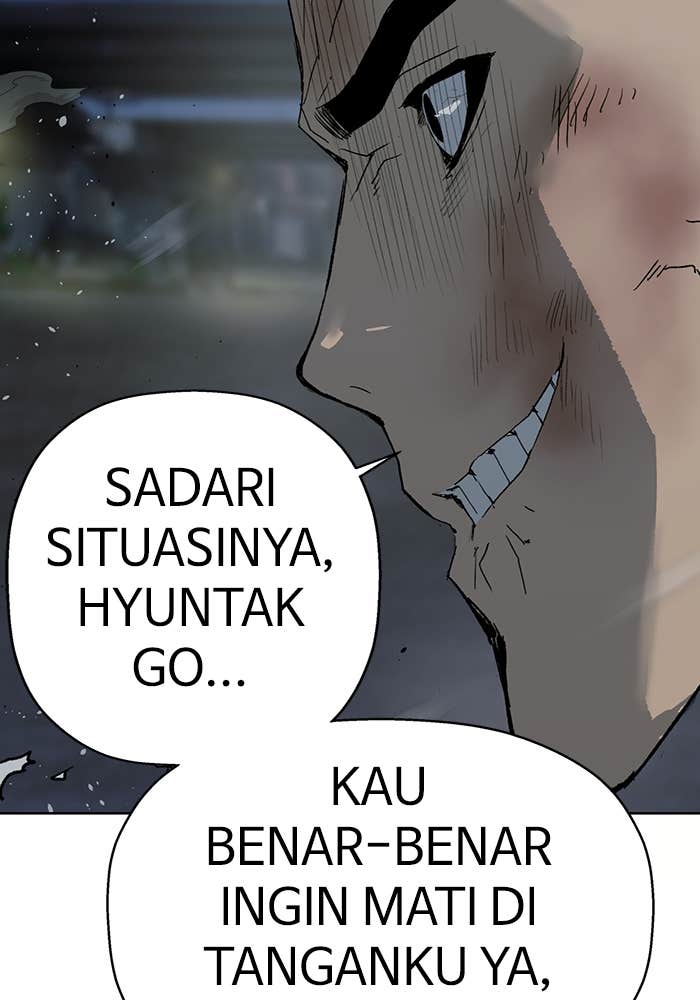 SADARI
SITUASINYA,
HYUNTAK
GO...
KAU
BENAR-BENAR
INGIN MATI DI
TANGANKU YA,